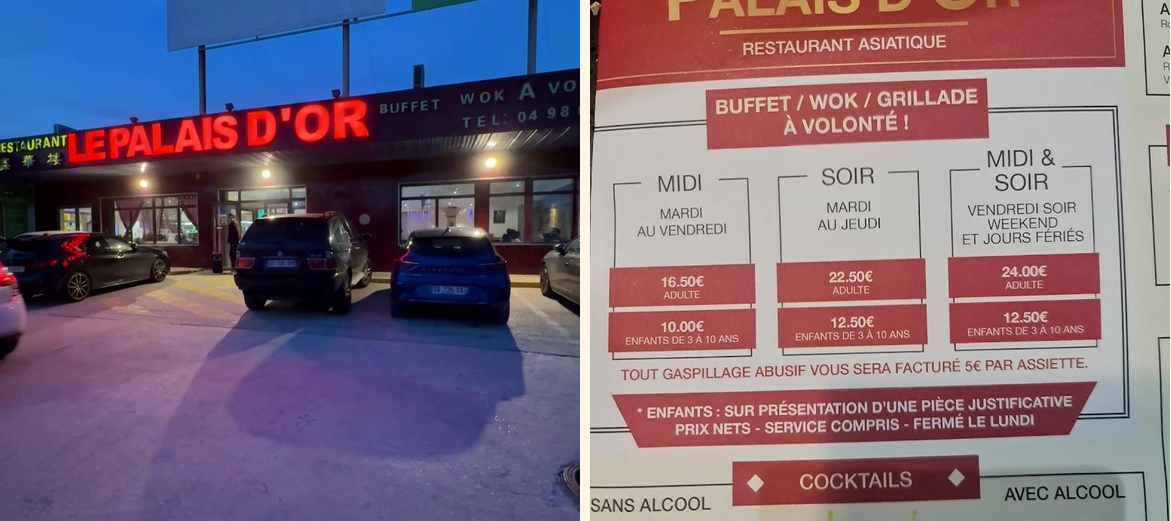 RESTAURANT
LE PALAIS D'OR
BUFFET WOK A VO
TEL: 04 98
PALAIS D'OR
RESTAURANT ASIATIQUE
BUFFET / WOK / GRILLADE
À VOLONTÉ !
MIDI
MARDI
AU VENDREDI
16.50€
ADULTE
10.00€
ENFANTS DE 3 À 10 ANS
SOIR
MARDI
AU JEUDI
22.50€
ADULTE
12.50€
ENFANTS DE 3 À 10 ANS
MIDI &
SOIR
VENDREDI SOIR
WEEKEND
ET JOURS FÉRIÉS
24.00€
ADULTE
12.50€
ENFANTS DE 3 À 10 ANS
TOUT GASPILLAGE ABUSIF VOUS SERA FACTURÉ 5€ PAR ASSIETTE.
* ENFANTS : SUR PRÉSENTATION D'UNE PIÈCE JUSTIFICATIVE
PRIX NETS - SERVICE COMPRIS - FERMÉ LE LUNDI
COCKTAILS
SANS ALCOOL
AVEC ALCOOL